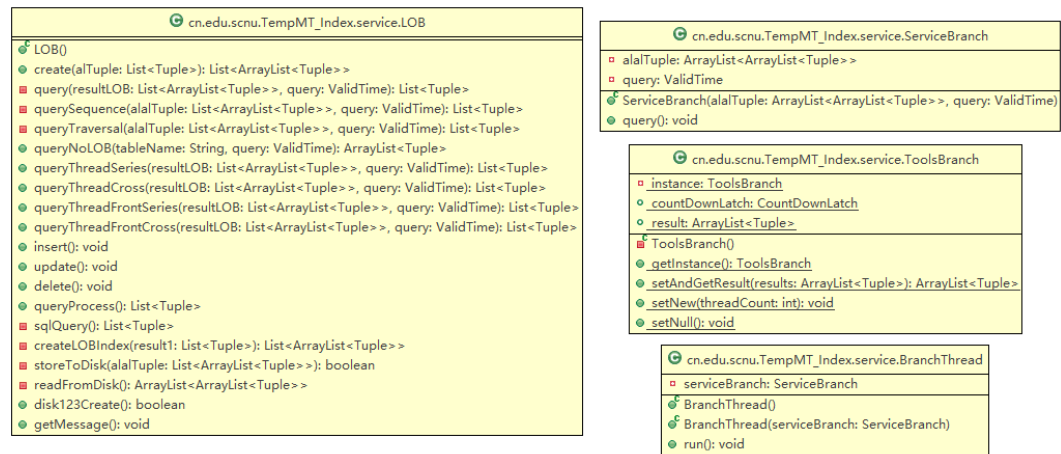 cn.edu.scnu.TempMT_Index.service.LOB
LOB()
create(alTuple: List<Tuple>): List<ArrayList<Tuple>>
query(resultLOB: List<ArrayList<Tuple>>, query: ValidTime): List<Tuple>
querySequence(alalTuple: List<ArrayList<Tuple>>, query: ValidTime): List<Tuple>
queryTraversal(alalTuple: List<ArrayList<Tuple>>, query: ValidTime): List<Tuple>
queryNoLOB(tableName: String, query: ValidTime): ArrayList<Tuple>
queryThreadSeries(resultLOB: List<ArrayList<Tuple>>, query: ValidTime): List<Tuple>
queryThreadCross(resultLOB: List<ArrayList<Tuple>>, query: ValidTime): List<Tuple>
queryThreadFrontSeries(resultLOB: List<ArrayList<Tuple>>, query: ValidTime): List<Tuple>
queryThreadFrontCross(resultLOB: List<ArrayList<Tuple>>, query: ValidTime): List<Tuple>
insert(): void
update(): void
delete(): void
queryProcess(): List<Tuple>
sqlQuery(): List<Tuple>
createLOBIndex(result1: List<Tuple>): List<ArrayList<Tuple>>
storeToDisk(alalTuple: List<ArrayList<Tuple>>): boolean
readFromDisk(): ArrayList<ArrayList<Tuple>>
disk123Create(): boolean
getMessage(): void
cn.edu.scnu.TempMT_Index.service.ServiceBranch
alalTuple: ArrayList<ArrayList<Tuple>>
query: ValidTime
ServiceBranch(alalTuple: ArrayList<ArrayList<Tuple>>, query: ValidTime)
query(): void
cn.edu.scnu.TempMT_Index.service.ToolsBranch
instance: ToolsBranch
countDownLatch: CountDownLatch
result: ArrayList<Tuple>
ToolsBranch()
getInstance(): ToolsBranch
setAndGetResult(results: ArrayList<Tuple>): ArrayList<Tuple>
setNew(threadCount: int): void
setNull(): void
cn.edu.scnu.TempMT_Index.service.BranchThread
serviceBranch: ServiceBranch
BranchThread()
BranchThread(serviceBranch: ServiceBranch)
run(): void